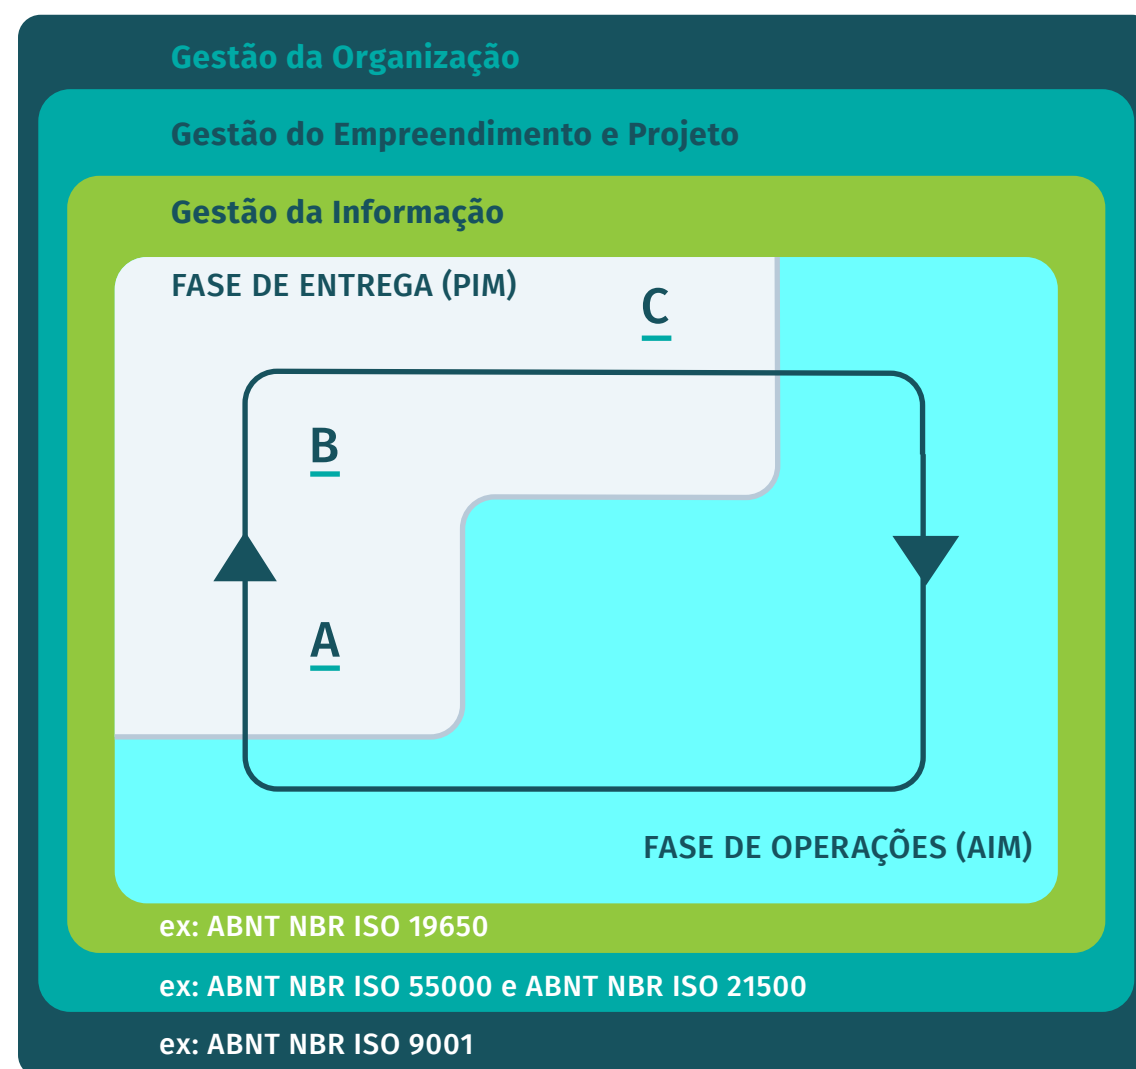 Gestão da Organização
Gestão do Empreendimento e Projeto
Gestão da Informação
FASE DE ENTREGA (PIM)
C
B
A
FASE DE OPERAÇÕES (AIM)
ex: ABNT NBR ISO 19650
ex: ABNT NBR ISO 55000 e ABNT NBR ISO 21500
ex: ABNT NBR ISO 9001